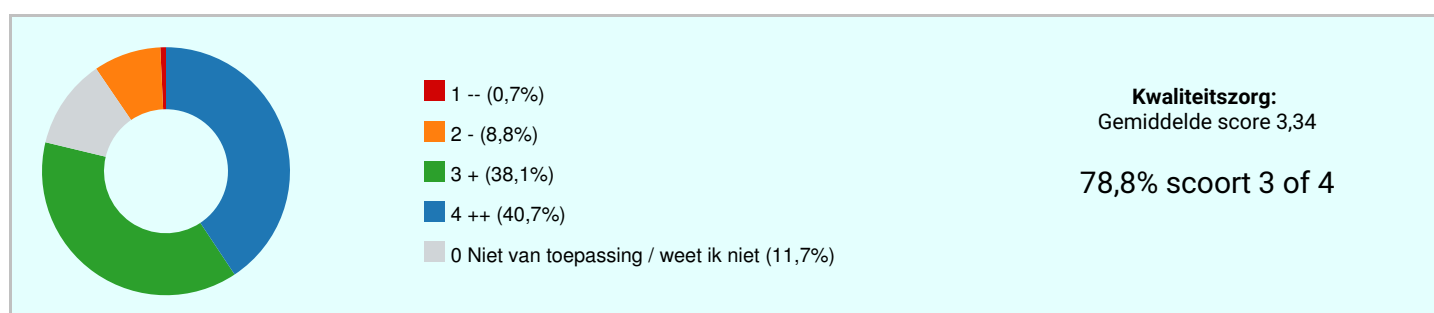 1 -- (0,7%)
2 - (8,8%)
3 + (38,1%)
4 ++ (40,7%)
0 Niet van toepassing / weet ik niet (11,7%)
Kwaliteitszorg:
Gemiddelde score 3,34
78,8% scoort 3 of 4